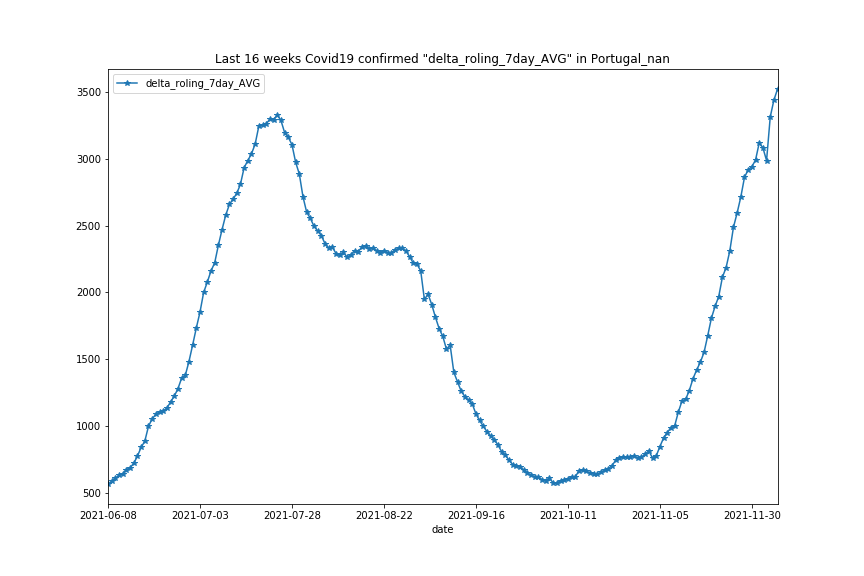 Last 16 weeks Covid19 confirmed "delta_roling_7day_AVG" in Portugal_nan
delta_roling_7day_AVG
3500
3000
2500
2000
1500
1000
500
2021-06-08 2021-07-03 2021-07-28 2021-08-22 2021-09-16 2021-10-11 2021-11-05 2021-11-30
date